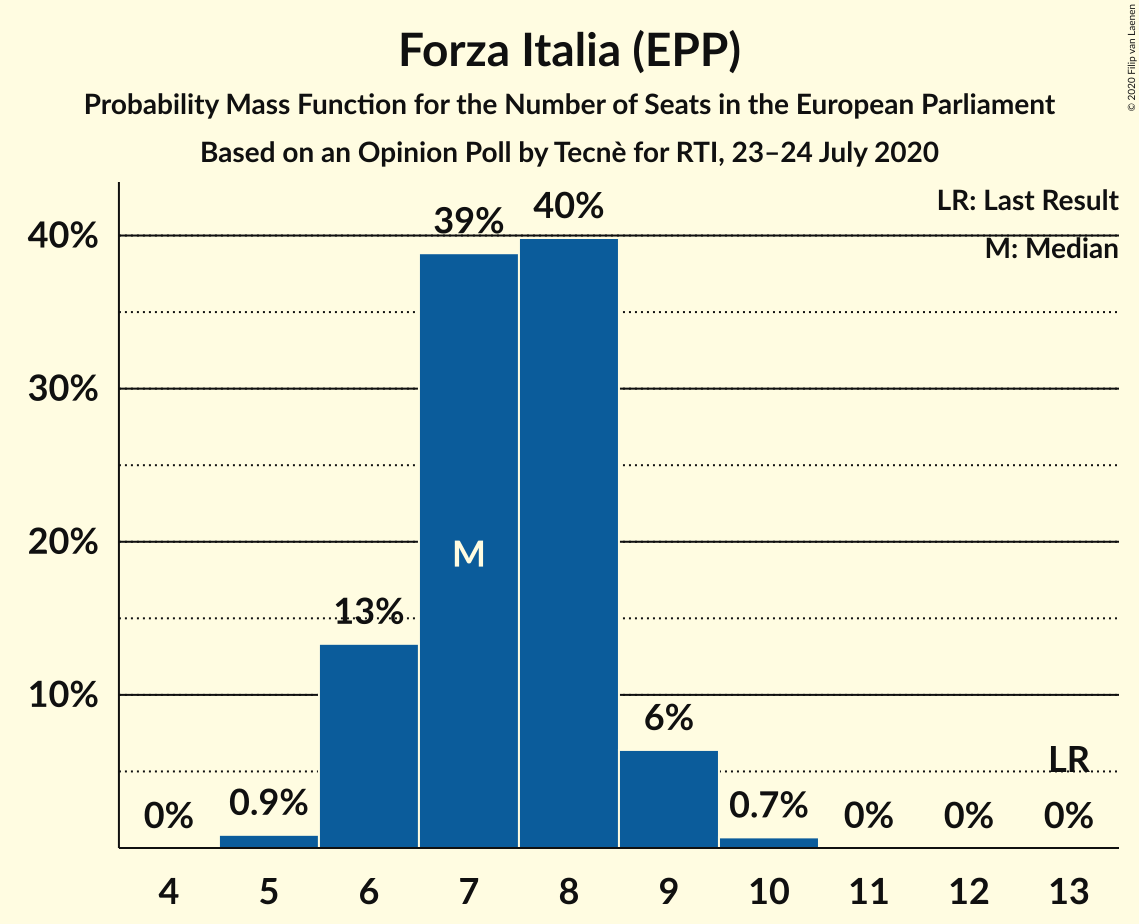 Forza Italia (EPP)
Probability Mass Function for the Number of Seats in the European Parliament
Based on an Opinion Poll by Tecnè for RTI, 23–24 July 2020
© 2020 Filip van Laenen
LR: Last Result
M: Median
40%
30%
20%
10%
0%
0.9%
13%
39%
40%
6%
0.7%
0%
0%
0%
M
LR
4 5 6 7 8 9 10 11 12 13